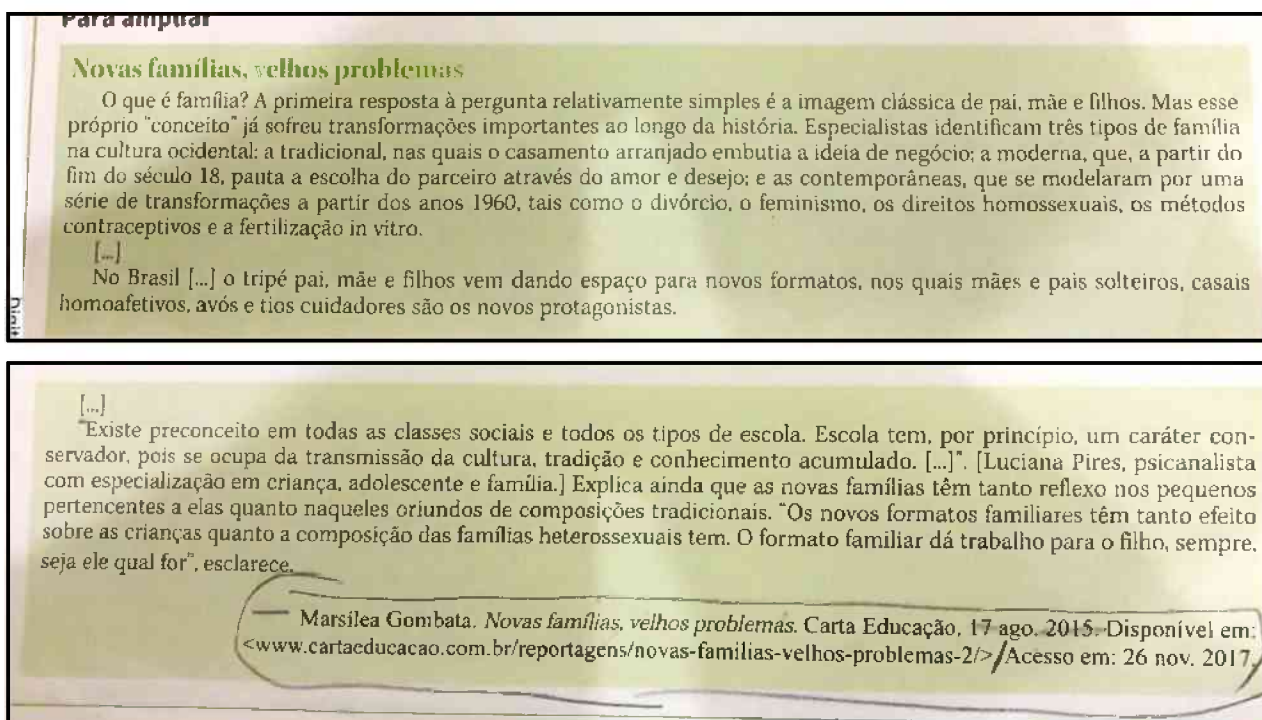 Para ampliar
Novas famílias, velhos problemas
O que é família? A primeira resposta à pergunta relativamente simples é a imagem clássica de pai, mãe e filhos. Mas esse
próprio "conceito" já sofreu transformações importantes ao longo da história. Especialistas identificam três tipos de família
na cultura ocidental: a tradicional, nas quais o casamento arranjado embutia a ideia de negócio; a moderna, que, a partir do
fim do século 18, pauta a escolha do parceiro através do amor e desejo; e as contemporâneas, que se modelaram por uma
série de transformações a partir dos anos 1960, tais como o divórcio, o feminismo, os direitos homossexuais, os métodos
contraceptivos e a fertilização in vitro.
[...]
No Brasil [...] o tripé pai, mãe e filhos vem dando espaço para novos formatos, nos quais mães e pais solteiros, casais
homoafetivos, avós e tios cuidadores são os novos protagonistas.
[...]
"Existe preconceito em todas as classes sociais e todos os tipos de escola. Escola tem, por princípio, um caráter con-
servador, pois se ocupa da transmissão da cultura, tradição e conhecimento acumulado. [...]". [Luciana Pires, psicanalista
com especialização em criança, adolescente e família.] Explica ainda que as novas famílias têm tanto reflexo nos pequenos
pertencentes a elas quanto naqueles oriundos de composições tradicionais. "Os novos formatos familiares têm tanto efeito
sobre as crianças quanto a composição das famílias heterossexuais tem. O formato familiar dá trabalho para o filho, sempre,
seja ele qual for", esclarece.
Marsílea Gombata. Novas famílias, velhos problemas. Carta Educação, 17 ago. 2015. Disponível em:
<www.cartaeducacao.com.br/reportagens/novas-familias-velhos-problemas-2/> Acesso em: 26 nov. 2017.